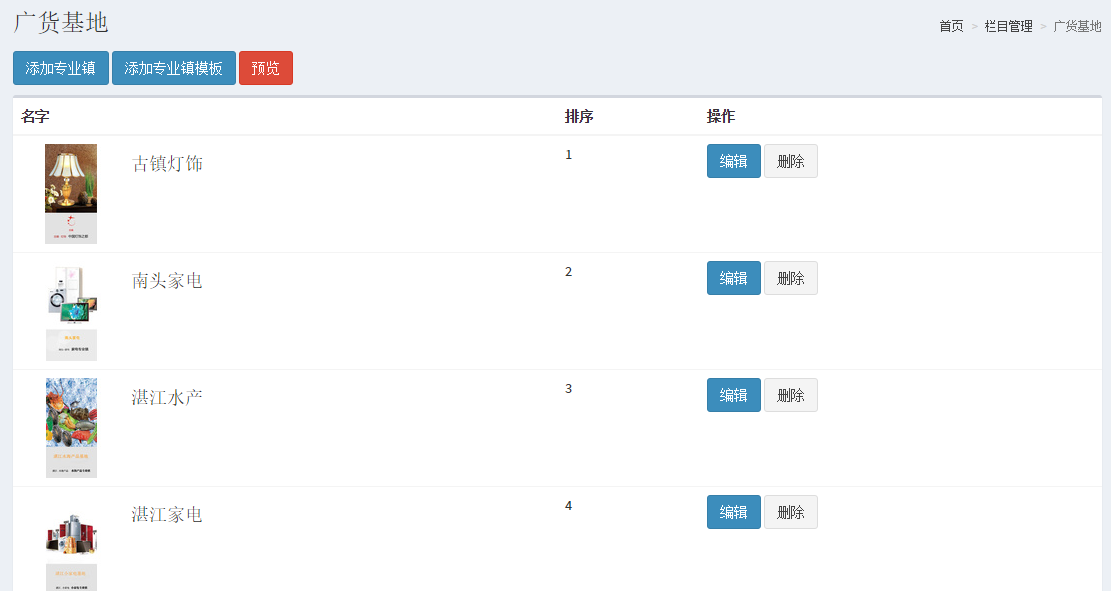 广货基地
首页 > 栏目管理 > 广货基地
添加专业镇 添加专业镇模板 预览
名字 排序 操作
古镇灯饰 1 编辑 删除
南头家电 2 编辑 删除
湛江水产 3 编辑 删除
湛江家电 4 编辑 删除